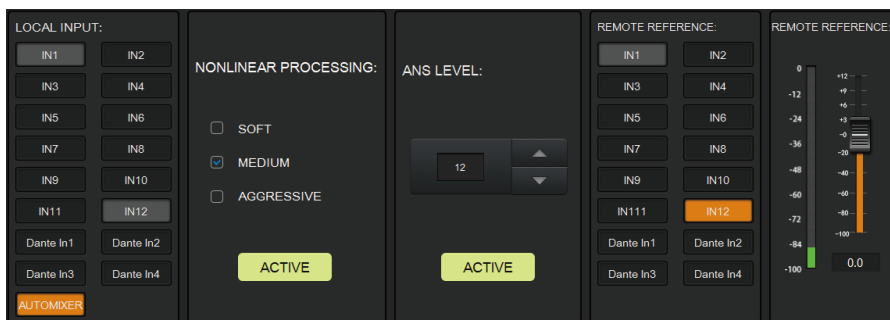 LOCAL INPUT:
IN1 IN2
IN3 IN4
IN5 IN6
IN7 IN8
IN9 IN10
IN11 IN12
Dante In1 Dante In2
Dante In3 Dante In4
AUTOMIXER
NONLINEAR PROCESSING:
SOFT
MEDIUM
AGGRESSIVE
ACTIVE
ANS LEVEL:
12
ACTIVE
REMOTE REFERENCE:
IN1 IN2
IN3 IN4
IN5 IN6
IN7 IN8
IN9 IN10
IN111 IN12
Dante In1 Dante In2
Dante In3 Dante In4
REMOTE REFERENCE:
0
-12
-24
-36
-48
-60
-72
-84
-100
+12
+9
+6
+3
-0
-20
-40
-60
-80
-100
0.0